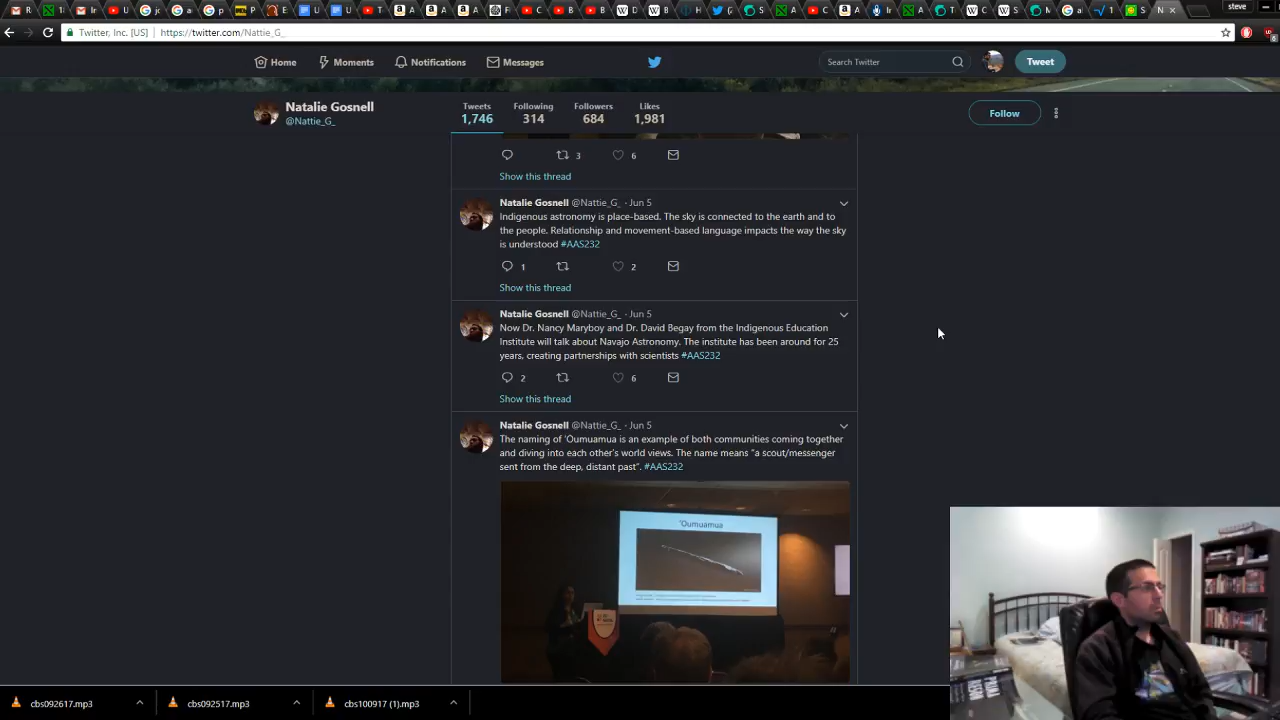 steve
Twitter, Inc. [US] https://twitter.com/Nattie_G_
Home Moments Notifications Messages Search Twitter Tweet
Natalie Gosnell
@Nattie_G_
Tweets Following Followers Likes
1,746 314 684 1,981
Follow
3 6
Show this thread
Natalie Gosnell @Nattie_G_ · Jun 5
Indigenous astronomy is place-based. The sky is connected to the earth and to
the people. Relationship and movement-based language impacts the way the sky
is understood #AAS232
1 2
Show this thread
Natalie Gosnell @Nattie_G_ · Jun 5
Now Dr. Nancy Maryboy and Dr. David Begay from the Indigenous Education
Institute will talk about Navajo Astronomy. The institute has been around for 25
years, creating partnerships with scientists #AAS232
2 6
Show this thread
Natalie Gosnell @Nattie_G_ · Jun 5
The naming of 'Oumuamua is an example of both communities coming together
and diving into each other's world views. The name means "a scout/messenger
sent from the deep, distant past". #AAS232
'Oumuamua
cbs092617.mp3 cbs092517.mp3 cbs100917 (1).mp3